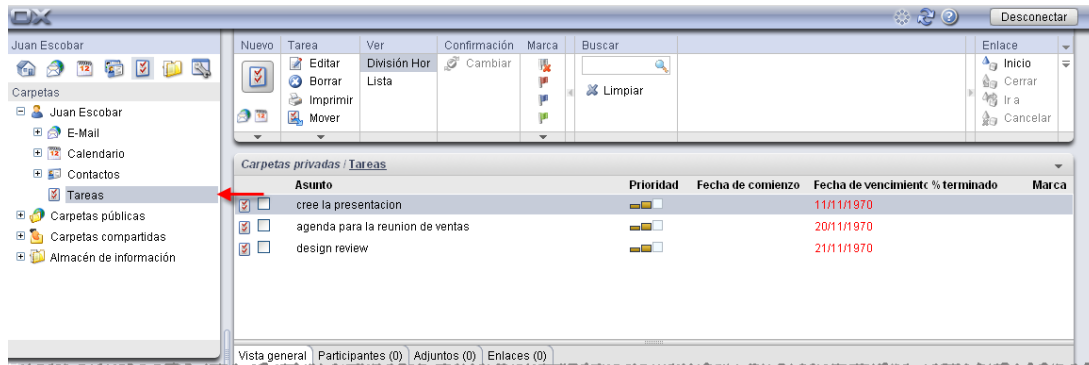 OX
Desconectar
Juan Escobar
12
Carpetas
Juan Escobar
E-Mail
12 Calendario
Contactos
Tareas
Carpetas públicas
Carpetas compartidas
Almacén de información
Nuevo Tarea Ver Confirmación Marca Buscar Enlace
Editar División Hor Cambiar Inicio
Borrar Lista Limpiar Cerrar
Imprimir Ir a
12 Mover Cancelar
Carpetas privadas / Tareas
Asunto Prioridad Fecha de comienzo Fecha de vencimiento % terminado Marca
cree la presentacion 11/11/1970
agenda para la reunion de ventas 20/11/1970
design review 21/11/1970
Vista general Participantes (0) Adjuntos (0) Enlaces (0)